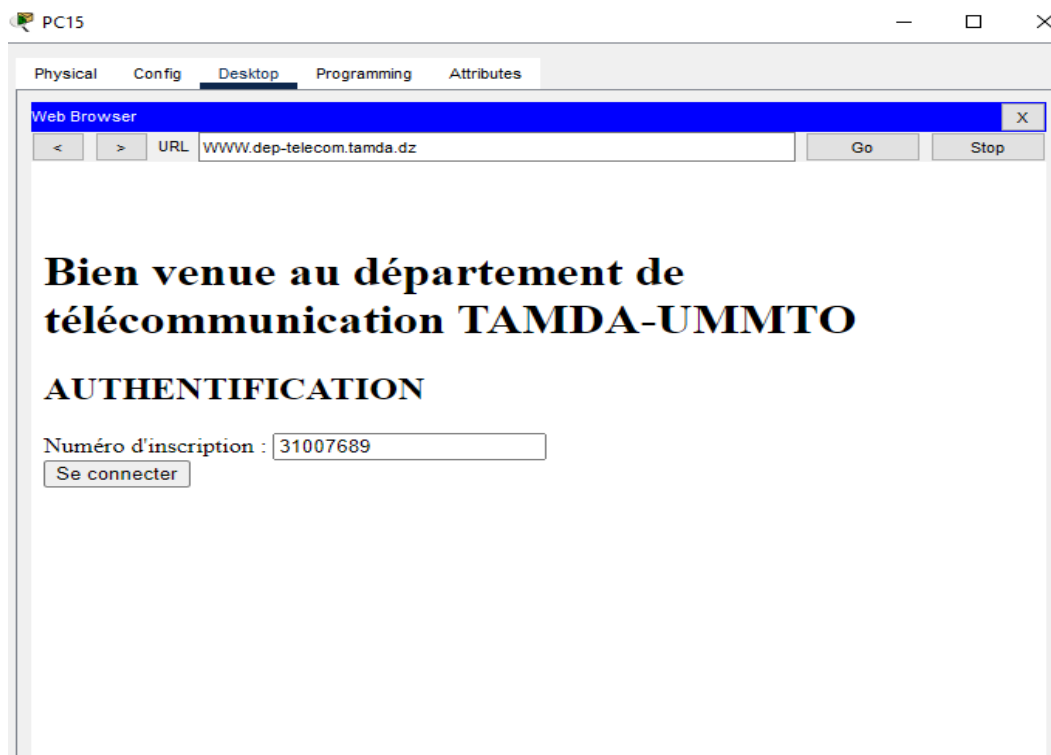 PC15
Physical Config Desktop Programming Attributes
Web Browser X
< > URL WWW.dep-telecom.tamda.dz Go Stop
Bien venue au département de
télécommunication TAMDA-UMMTO
AUTHENTIFICATION
Numéro d'inscription : 31007689
Se connecter